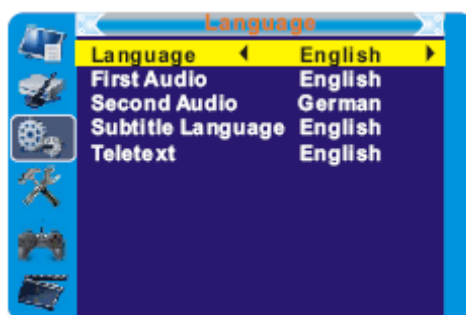 Language
Language English
First Audio English
Second Audio German
Subtitle Language English
Teletext English